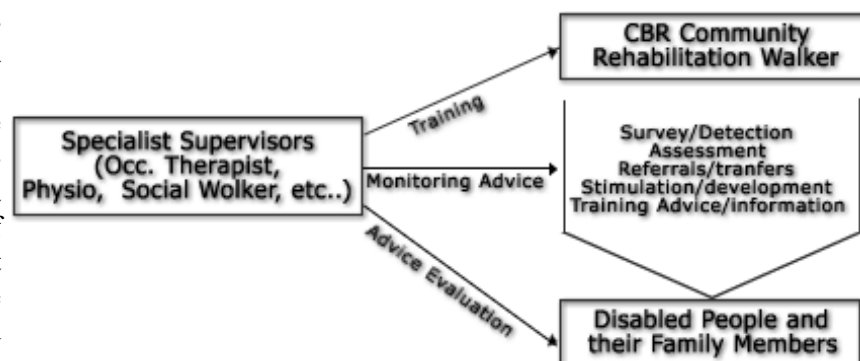 CBR Community
Rehabilitation Walker
Training
Specialist Supervisors
(Occ. Therapist,
Physio, Social Wolker, etc..)
Monitoring Advice
Survey/Detection
Assessment
Referrals/tranfers
Stimulation/development
Training Advice/information
Advice Evaluation
Disabled People and
their Family Members